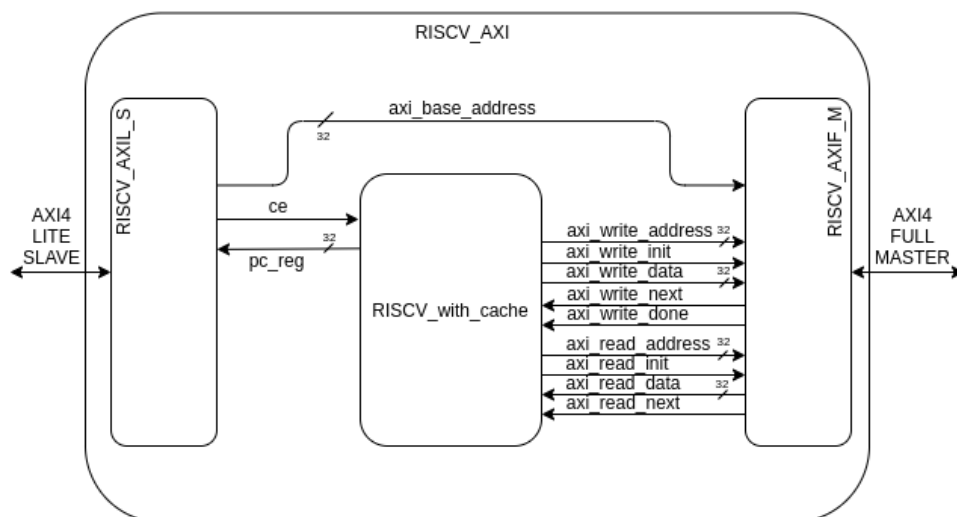 RISCV_AXI
RISCV_AXIL_S
axi_base_address
32
RISCV_AXIF_M
AXI4
LITE
SLAVE
ce
32
pc_reg
RISCV_with_cache
axi_write_address 32
axi_write_init
axi_write_data 32
axi_write_next
axi_write_done
axi_read_address 32
axi_read_init
axi_read_data 32
axi_read_next
AXI4
FULL
MASTER